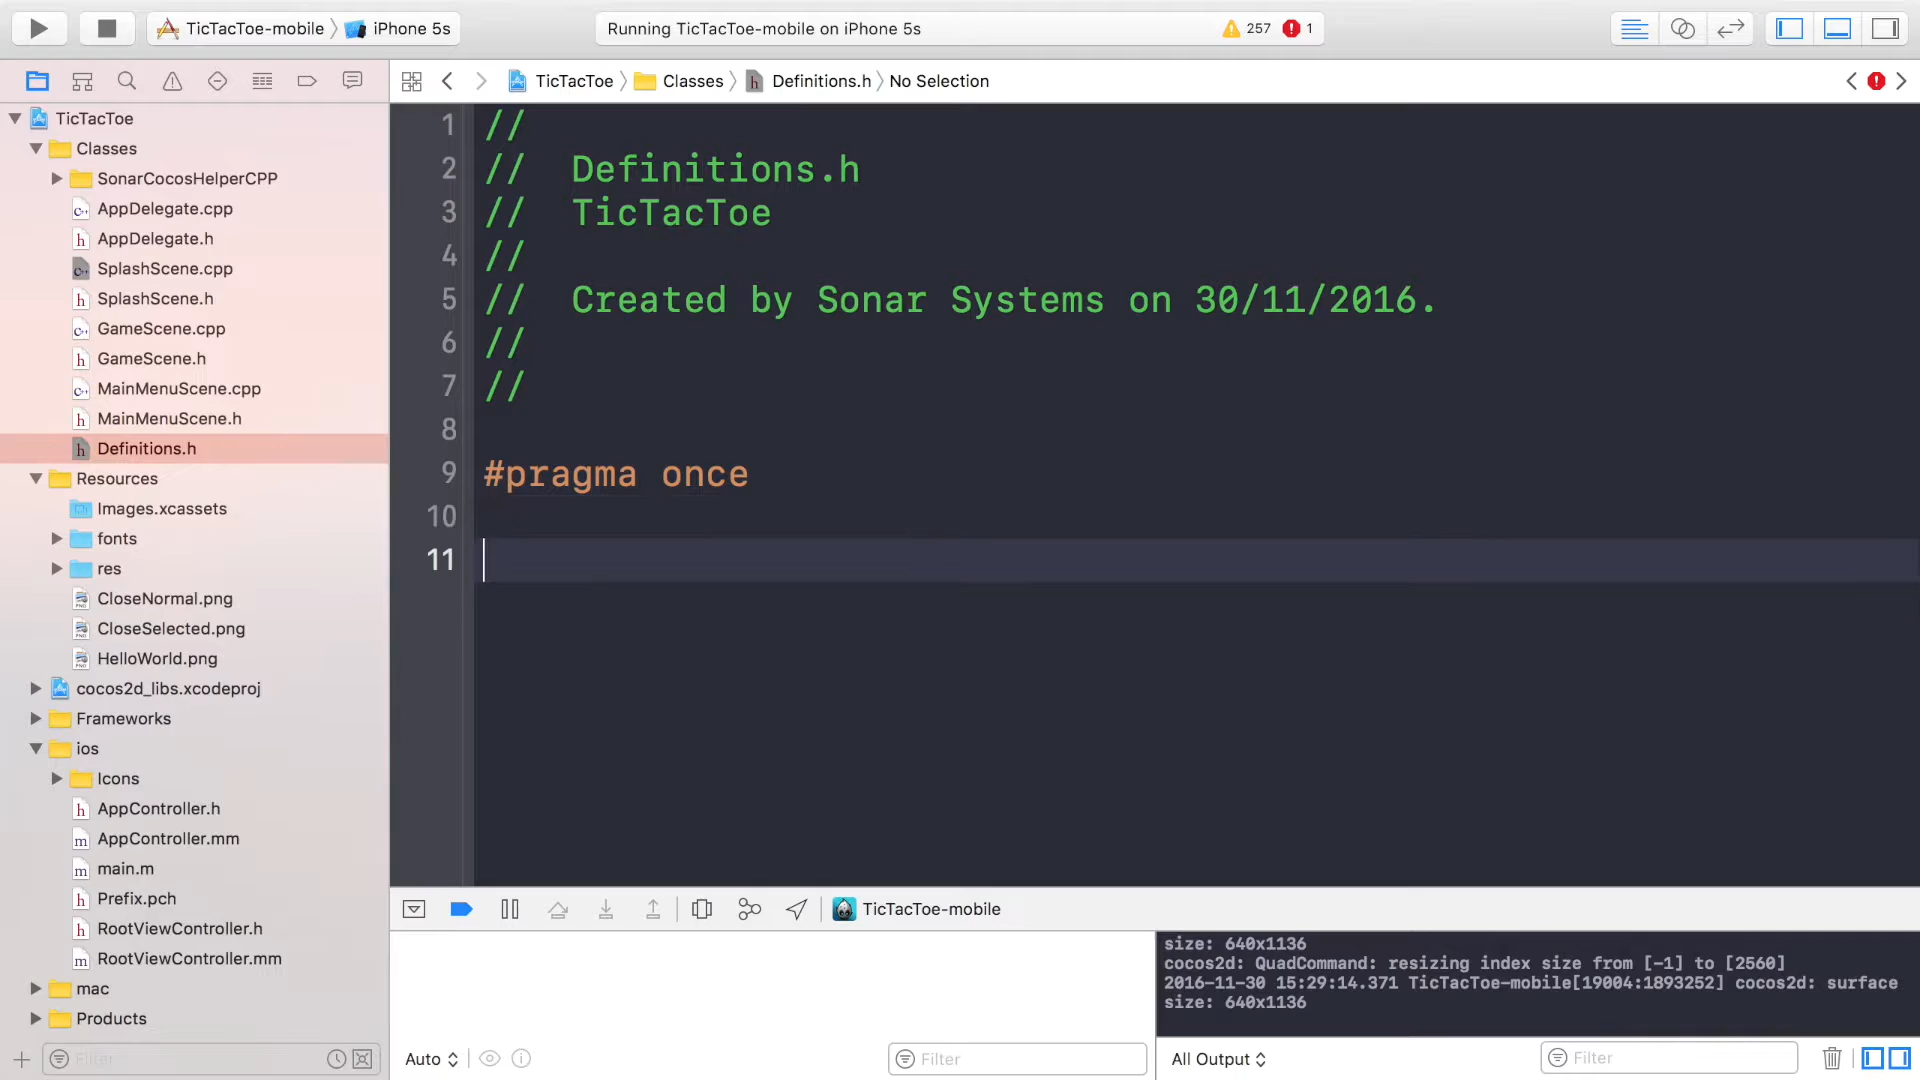 TicTacToe-mobile
iPhone 5s
Running TicTacToe-mobile on iPhone 5s
257
1
TicTacToe
Classes
Definitions.h
No Selection
TicTacToe
Classes
SonarCocosHelperCPP
AppDelegate.cpp
AppDelegate.h
SplashScene.cpp
SplashScene.h
GameScene.cpp
GameScene.h
MainMenuScene.cpp
MainMenuScene.h
Definitions.h
Resources
Images.xcassets
fonts
res
CloseNormal.png
CloseSelected.png
HelloWorld.png
cocos2d_libs.xcodeproj
Frameworks
ios
Icons
AppController.h
AppController.mm
main.m
Prefix.pch
RootViewController.h
RootViewController.mm
mac
Products
Filter
1 //
2 // Definitions.h
3 // TicTacToe
4 //
5 // Created by Sonar Systems on 30/11/2016.
6 //
7 //
8
9 #pragma once
10
11
TicTacToe-mobile
size: 640x1136
cocos2d: QuadCommand: resizing index size from [-1] to [2560]
2016-11-30 15:29:14.371 TicTacToe-mobile[19004:1893252] cocos2d: surface
size: 640x1136
Auto
Filter
All Output
Filter